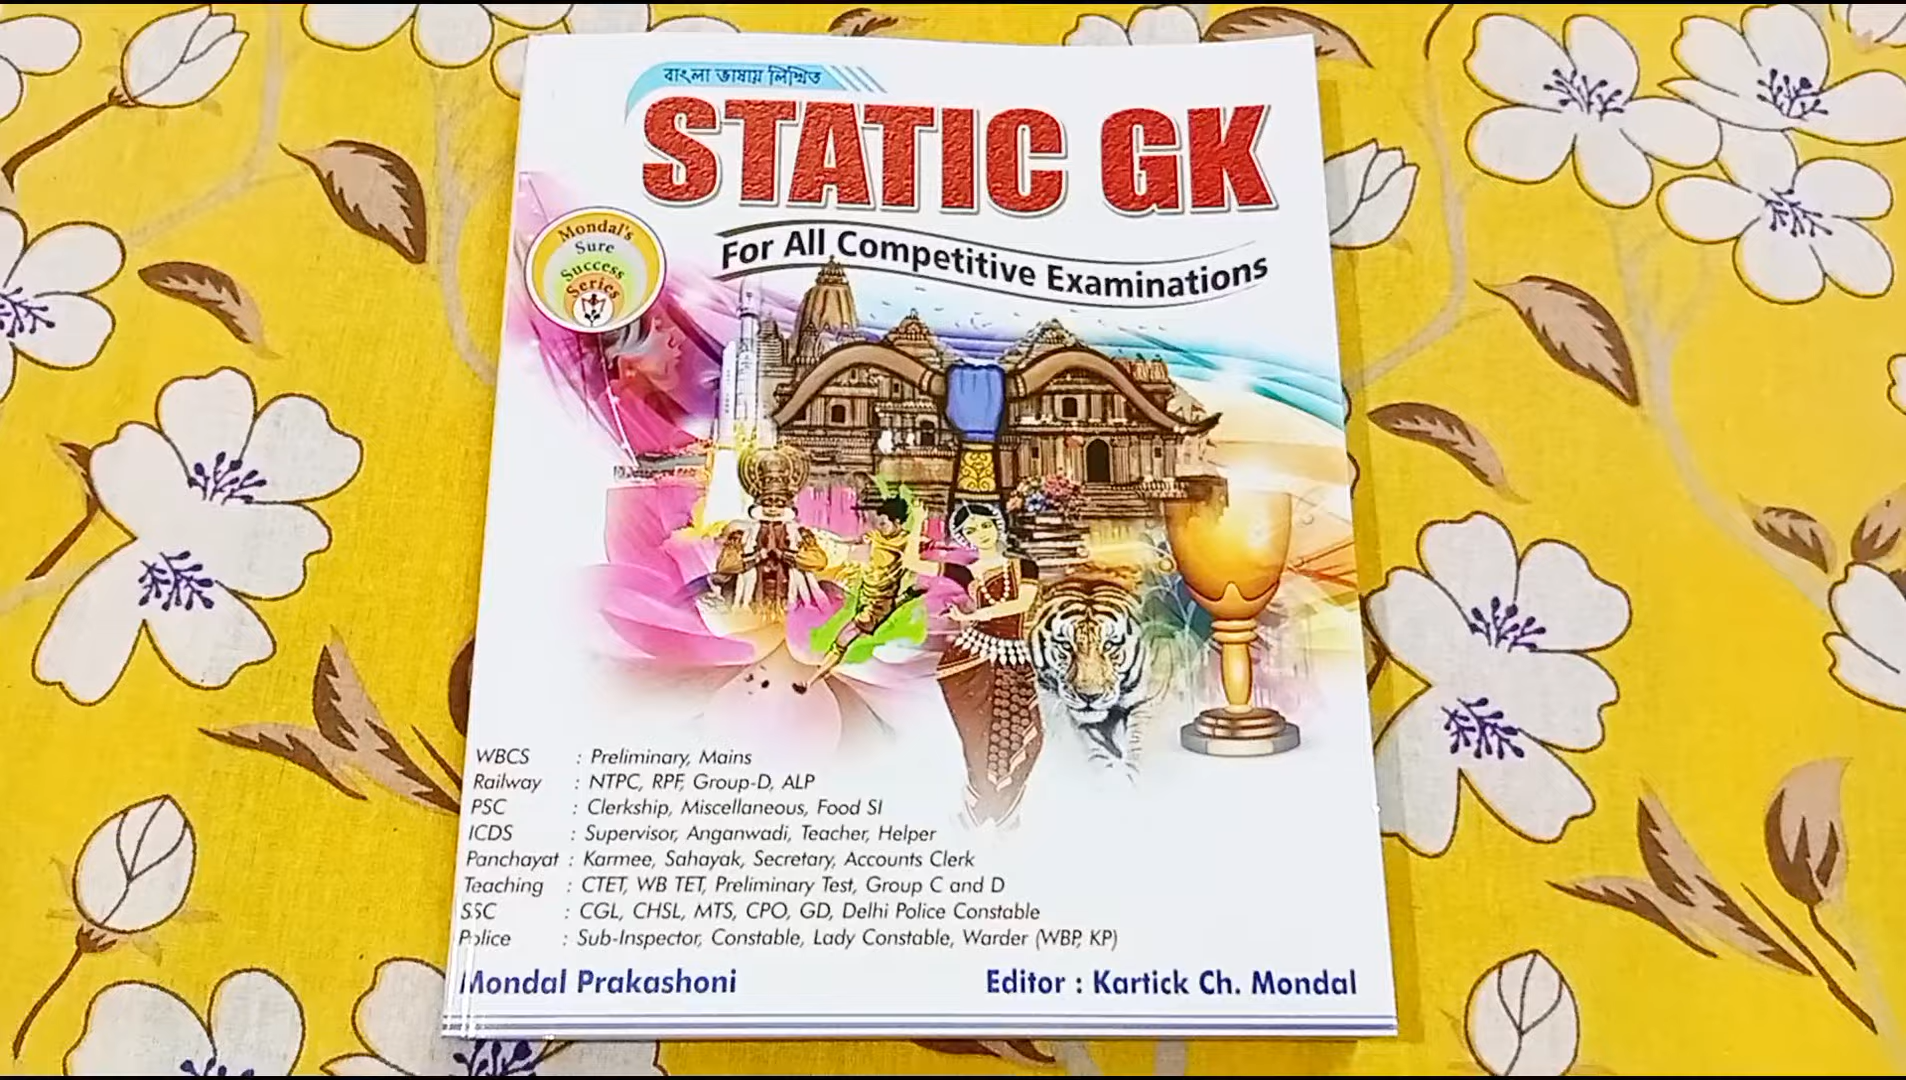 বাংলা ভাষায় লিখিত
STATIC GK
For All Competitive Examinations
Mondal's
Sure
Success
Series
WBCS : Preliminary, Mains
Railway : NTPC, RPF, Group-D, ALP
PSC : Clerkship, Miscellaneous, Food SI
ICDS : Supervisor, Anganwadi, Teacher, Helper
Panchayat : Karmee, Sahayak, Secretary, Accounts Clerk
Teaching : CTET, WB TET, Preliminary Test, Group C and D
SSC : CGL, CHSL, MTS, CPO, GD, Delhi Police Constable
Police : Sub-Inspector, Constable, Lady Constable, Warder (WBP, KP)
Mondal Prakashoni Editor : Kartick Ch. Mondal